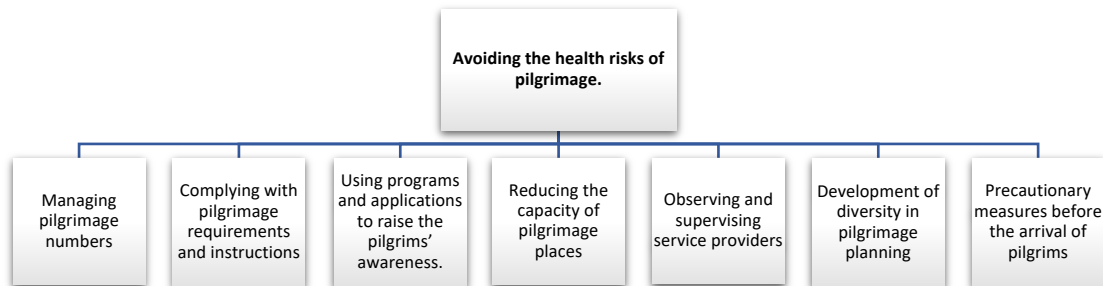 Avoiding the health risks of
pilgrimage.
Managing
pilgrimage
numbers
Complying with
pilgrimage
requirements
and instructions
Using programs
and applications
to raise the
pilgrims’
awareness.
Reducing the
capacity of
pilgrimage
places
Observing and
supervising
service providers
Development of
diversity in
pilgrimage
planning
Precautionary
measures before
the arrival of
pilgrims